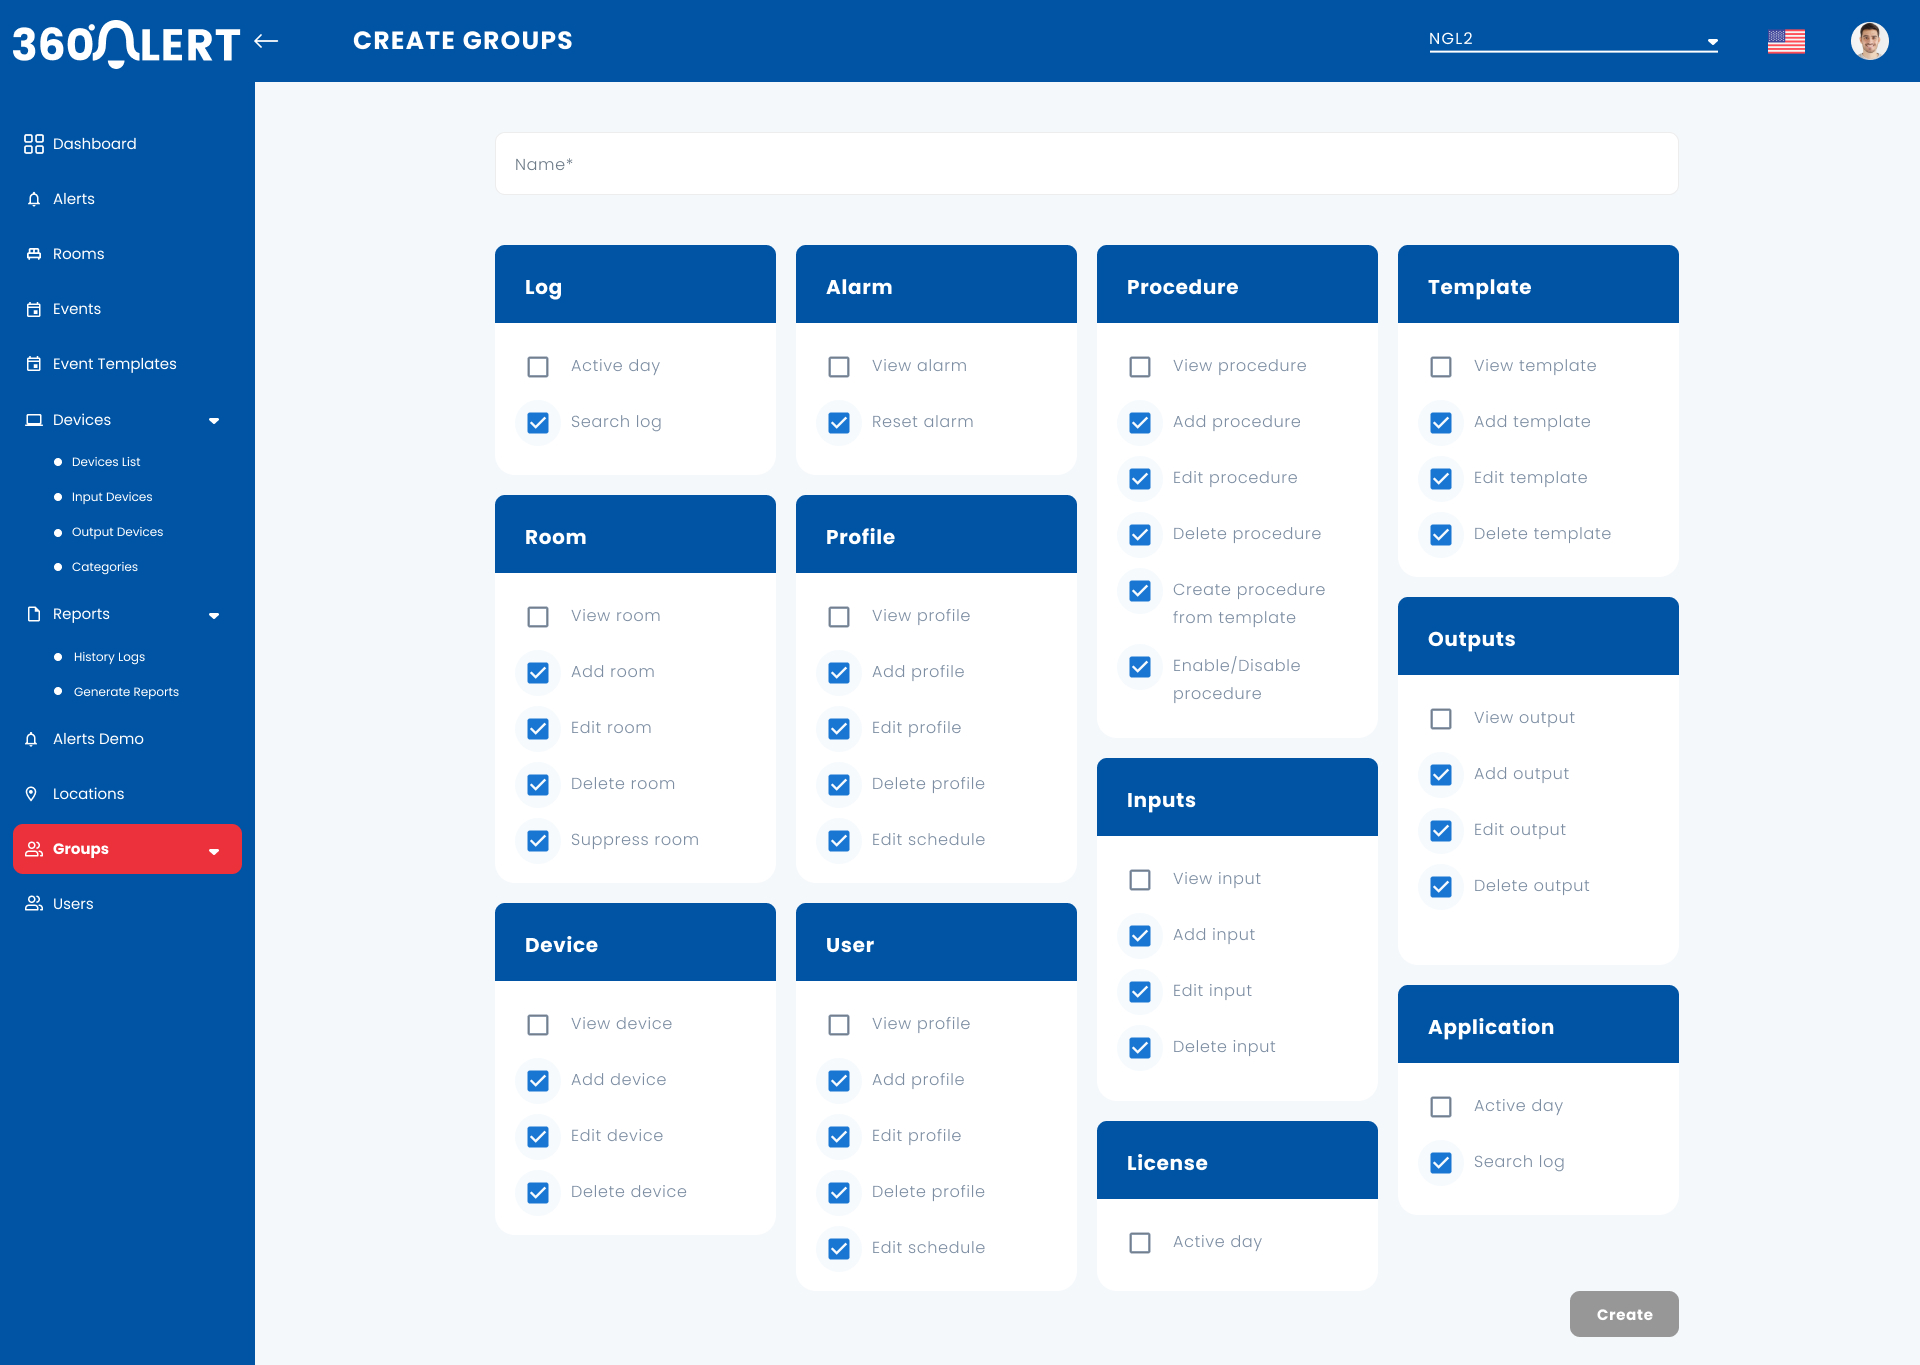 360ALERT
CREATE GROUPS
NGL2
Dashboard
Alerts
Rooms
Events
Event Templates
Devices
Devices List
Input Devices
Output Devices
Categories
Reports
History Logs
Generate Reports
Alerts Demo
Locations
Groups
Users
Name*
Log
Active day
Search log
Alarm
View alarm
Reset alarm
Procedure
View procedure
Add procedure
Edit procedure
Delete procedure
Create procedure
from template
Enable/Disable
procedure
Template
View template
Add template
Edit template
Delete template
Room
View room
Add room
Edit room
Delete room
Suppress room
Profile
View profile
Add profile
Edit profile
Delete profile
Edit schedule
Outputs
View output
Add output
Edit output
Delete output
Inputs
View input
Add input
Edit input
Delete input
Device
View device
Add device
Edit device
Delete device
User
View profile
Add profile
Edit profile
Delete profile
Edit schedule
Application
Active day
Search log
License
Active day
Create